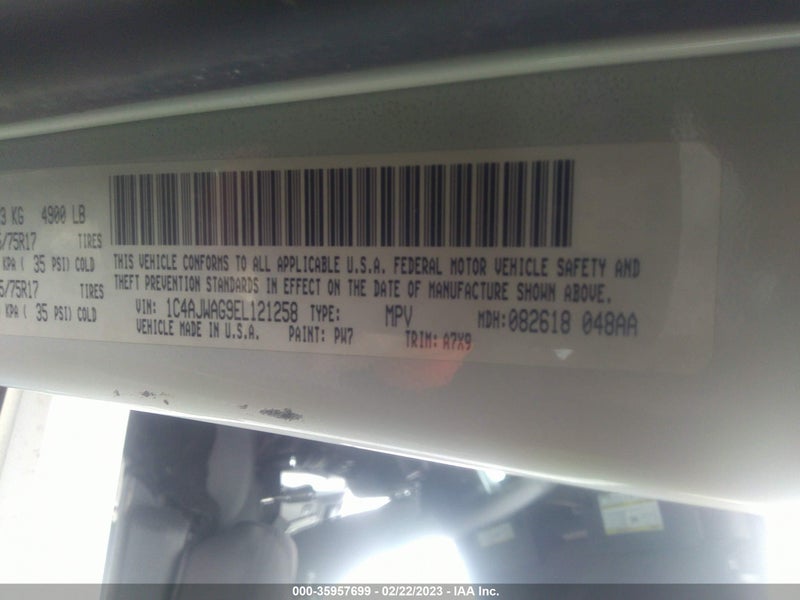 3 KG 4900 LB
5/75R17 TIRES
KPA ( 35 PSI) COLD
5/75R17 TIRES
KPA ( 35 PSI) COLD
THIS VEHICLE CONFORMS TO ALL APPLICABLE U.S.A. FEDERAL MOTOR VEHICLE SAFETY AND
THEFT PREVENTION STANDARDS IN EFFECT ON THE DATE OF MANUFACTURE SHOWN ABOVE.
VIN: 1C4AJWAG9EL121258 TYPE: MPV MDH:082618 048AA
VEHICLE MADE IN U.S.A. PAINT: PW7 TRIM: A7X9
000-35957699 - 02/22/2023 - IAA Inc.